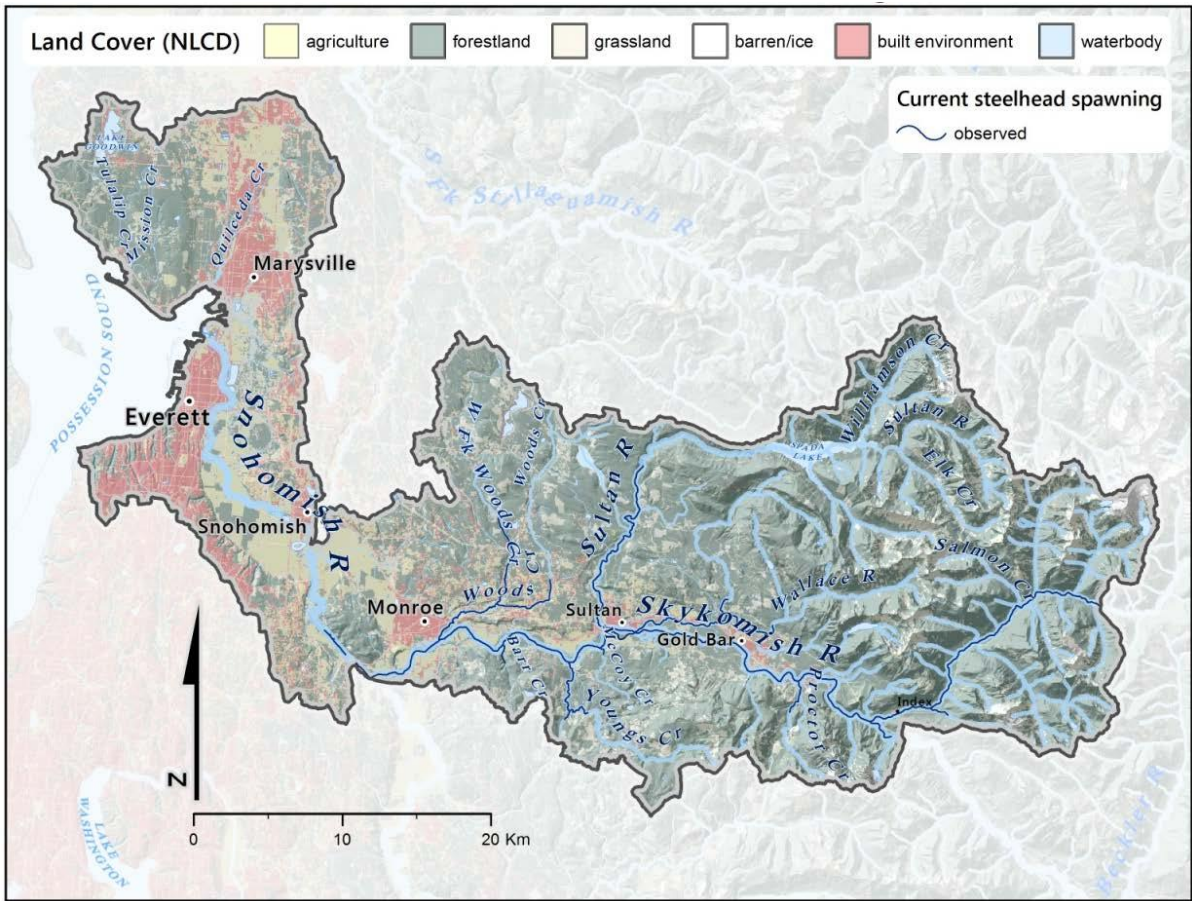 Land Cover (NLCD)
agriculture
forestland
grassland
barren/ice
built environment
waterbody
Current steelhead spawning
observed
LAKE
GOODWIN
Tulalip Cr
Mission Cr
Quilceda Cr
S Fk Stillaguamish R
Marysville
POSSESSION SOUND
Everett
Snohomish R
Snohomish
W Fk Woods Cr
Woods Cr
Sultan R
Williamson Cr
Sultan R
SPADA
LAKE
Elk Cr
Salmon Cr
Wallace R
Monroe
Woods Cr
Sultan
Skykomish R
Gold Bar
Barr Cr
McCoy Cr
Youngs Cr
Proctor Cr
Index
N
0 10 20 Km
LAKE
WASHINGTON
Beckler R